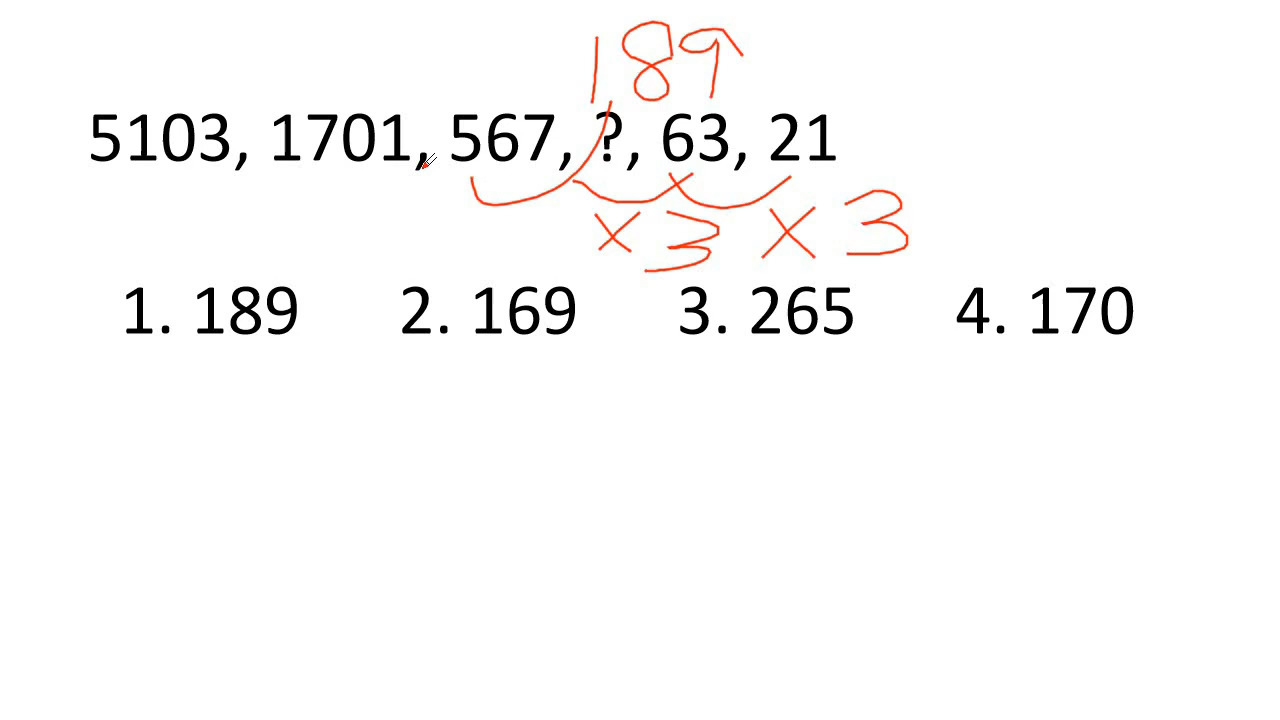 189
5103, 1701, 567, ?, 63, 21
×3 ×3
1. 189 2. 169 3. 265 4. 170